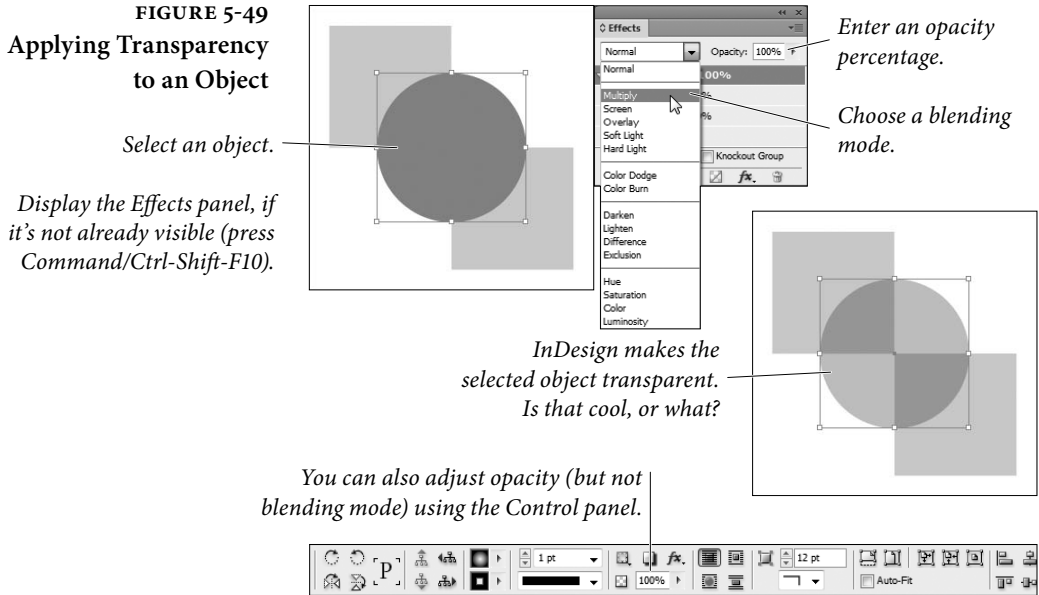 FIGURE 5-49
Applying Transparency
to an Object
Select an object.
Display the Effects panel, if
it's not already visible (press
Command/Ctrl-Shift-F10).
Effects
Normal
Opacity: 100%
Normal
100%
Multiply
%
Screen
Overlay
%
Soft Light
Hard Light
Knockout Group
Color Dodge
fx.
Color Burn
Darken
Lighten
Difference
Exclusion
Hue
Saturation
Color
Luminosity
Enter an opacity
percentage.
Choose a blending
mode.
InDesign makes the
selected object transparent.
Is that cool, or what?
You can also adjust opacity (but not
blending mode) using the Control panel.
P
1 pt
fx.
12 pt
100%
Auto-Fit